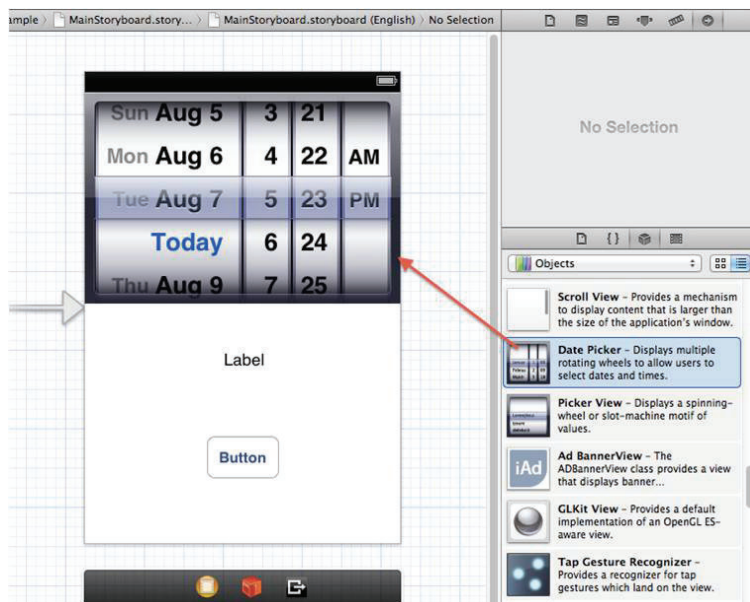 ample 〉 MainStoryboard.story... 〉 MainStoryboard.storyboard (English) 〉 No Selection
Sun Aug 5 3 21
Mon Aug 6 4 22 AM
Tue Aug 7 5 23 PM
Today 6 24
Thu Aug 9 7 25
Label
Button
No Selection
{}
Objects
Scroll View – Provides a mechanism
to display content that is larger than
the size of the application's window.
Date Picker – Displays multiple
rotating wheels to allow users to
select dates and times.
Picker View – Displays a spinning-
wheel or slot-machine motif of
values.
iAd
Ad BannerView – The
ADBannerView class provides a view
that displays banner...
GLKit View – Provides a default
implementation of an OpenGL ES-
aware view.
Tap Gesture Recognizer –
Provides a recognizer for tap
gestures which land on the view.